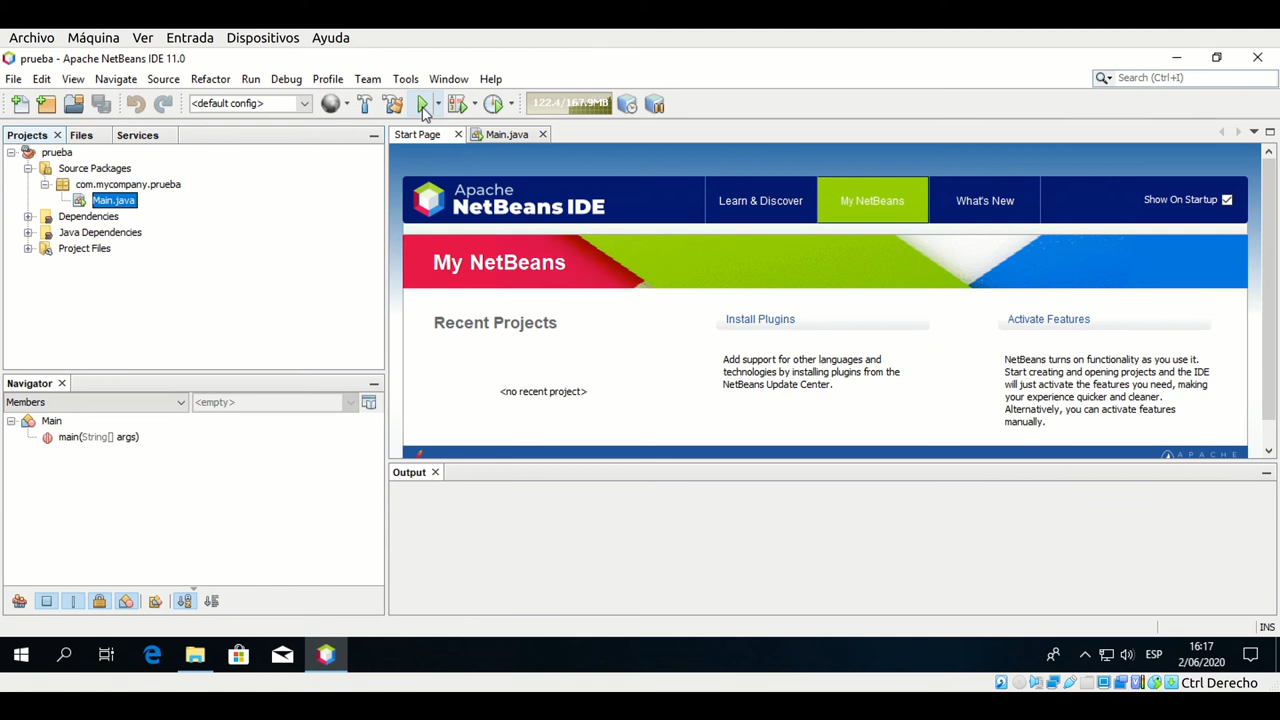 Archivo Máquina Ver Entrada Dispositivos Ayuda
prueba - Apache NetBeans IDE 11.0
File Edit View Navigate Source Refactor Run Debug Profile Team Tools Window Help
Search (Ctrl+I)
<default config>
122.4/167.9MB
Projects Files Services
Start Page Main.java
prueba
Source Packages
com.mycompany.prueba
Main.java
Dependencies
Java Dependencies
Project Files
Apache
NetBeans IDE
Learn & Discover My NetBeans What's New Show On Startup
My NetBeans
Recent Projects
<no recent project>
Install Plugins
Add support for other languages and
technologies by installing plugins from the
NetBeans Update Center.
Activate Features
NetBeans turns on functionality as you use it.
Start creating and opening projects and the IDE
will just activate the features you need, making
your experience quicker and cleaner.
Alternatively, you can activate features
manually.
APACHE
Navigator
Members <empty>
Main
main(String[] args)
Output
INS
ESP
16:17
2/06/2020
Ctrl Derecho